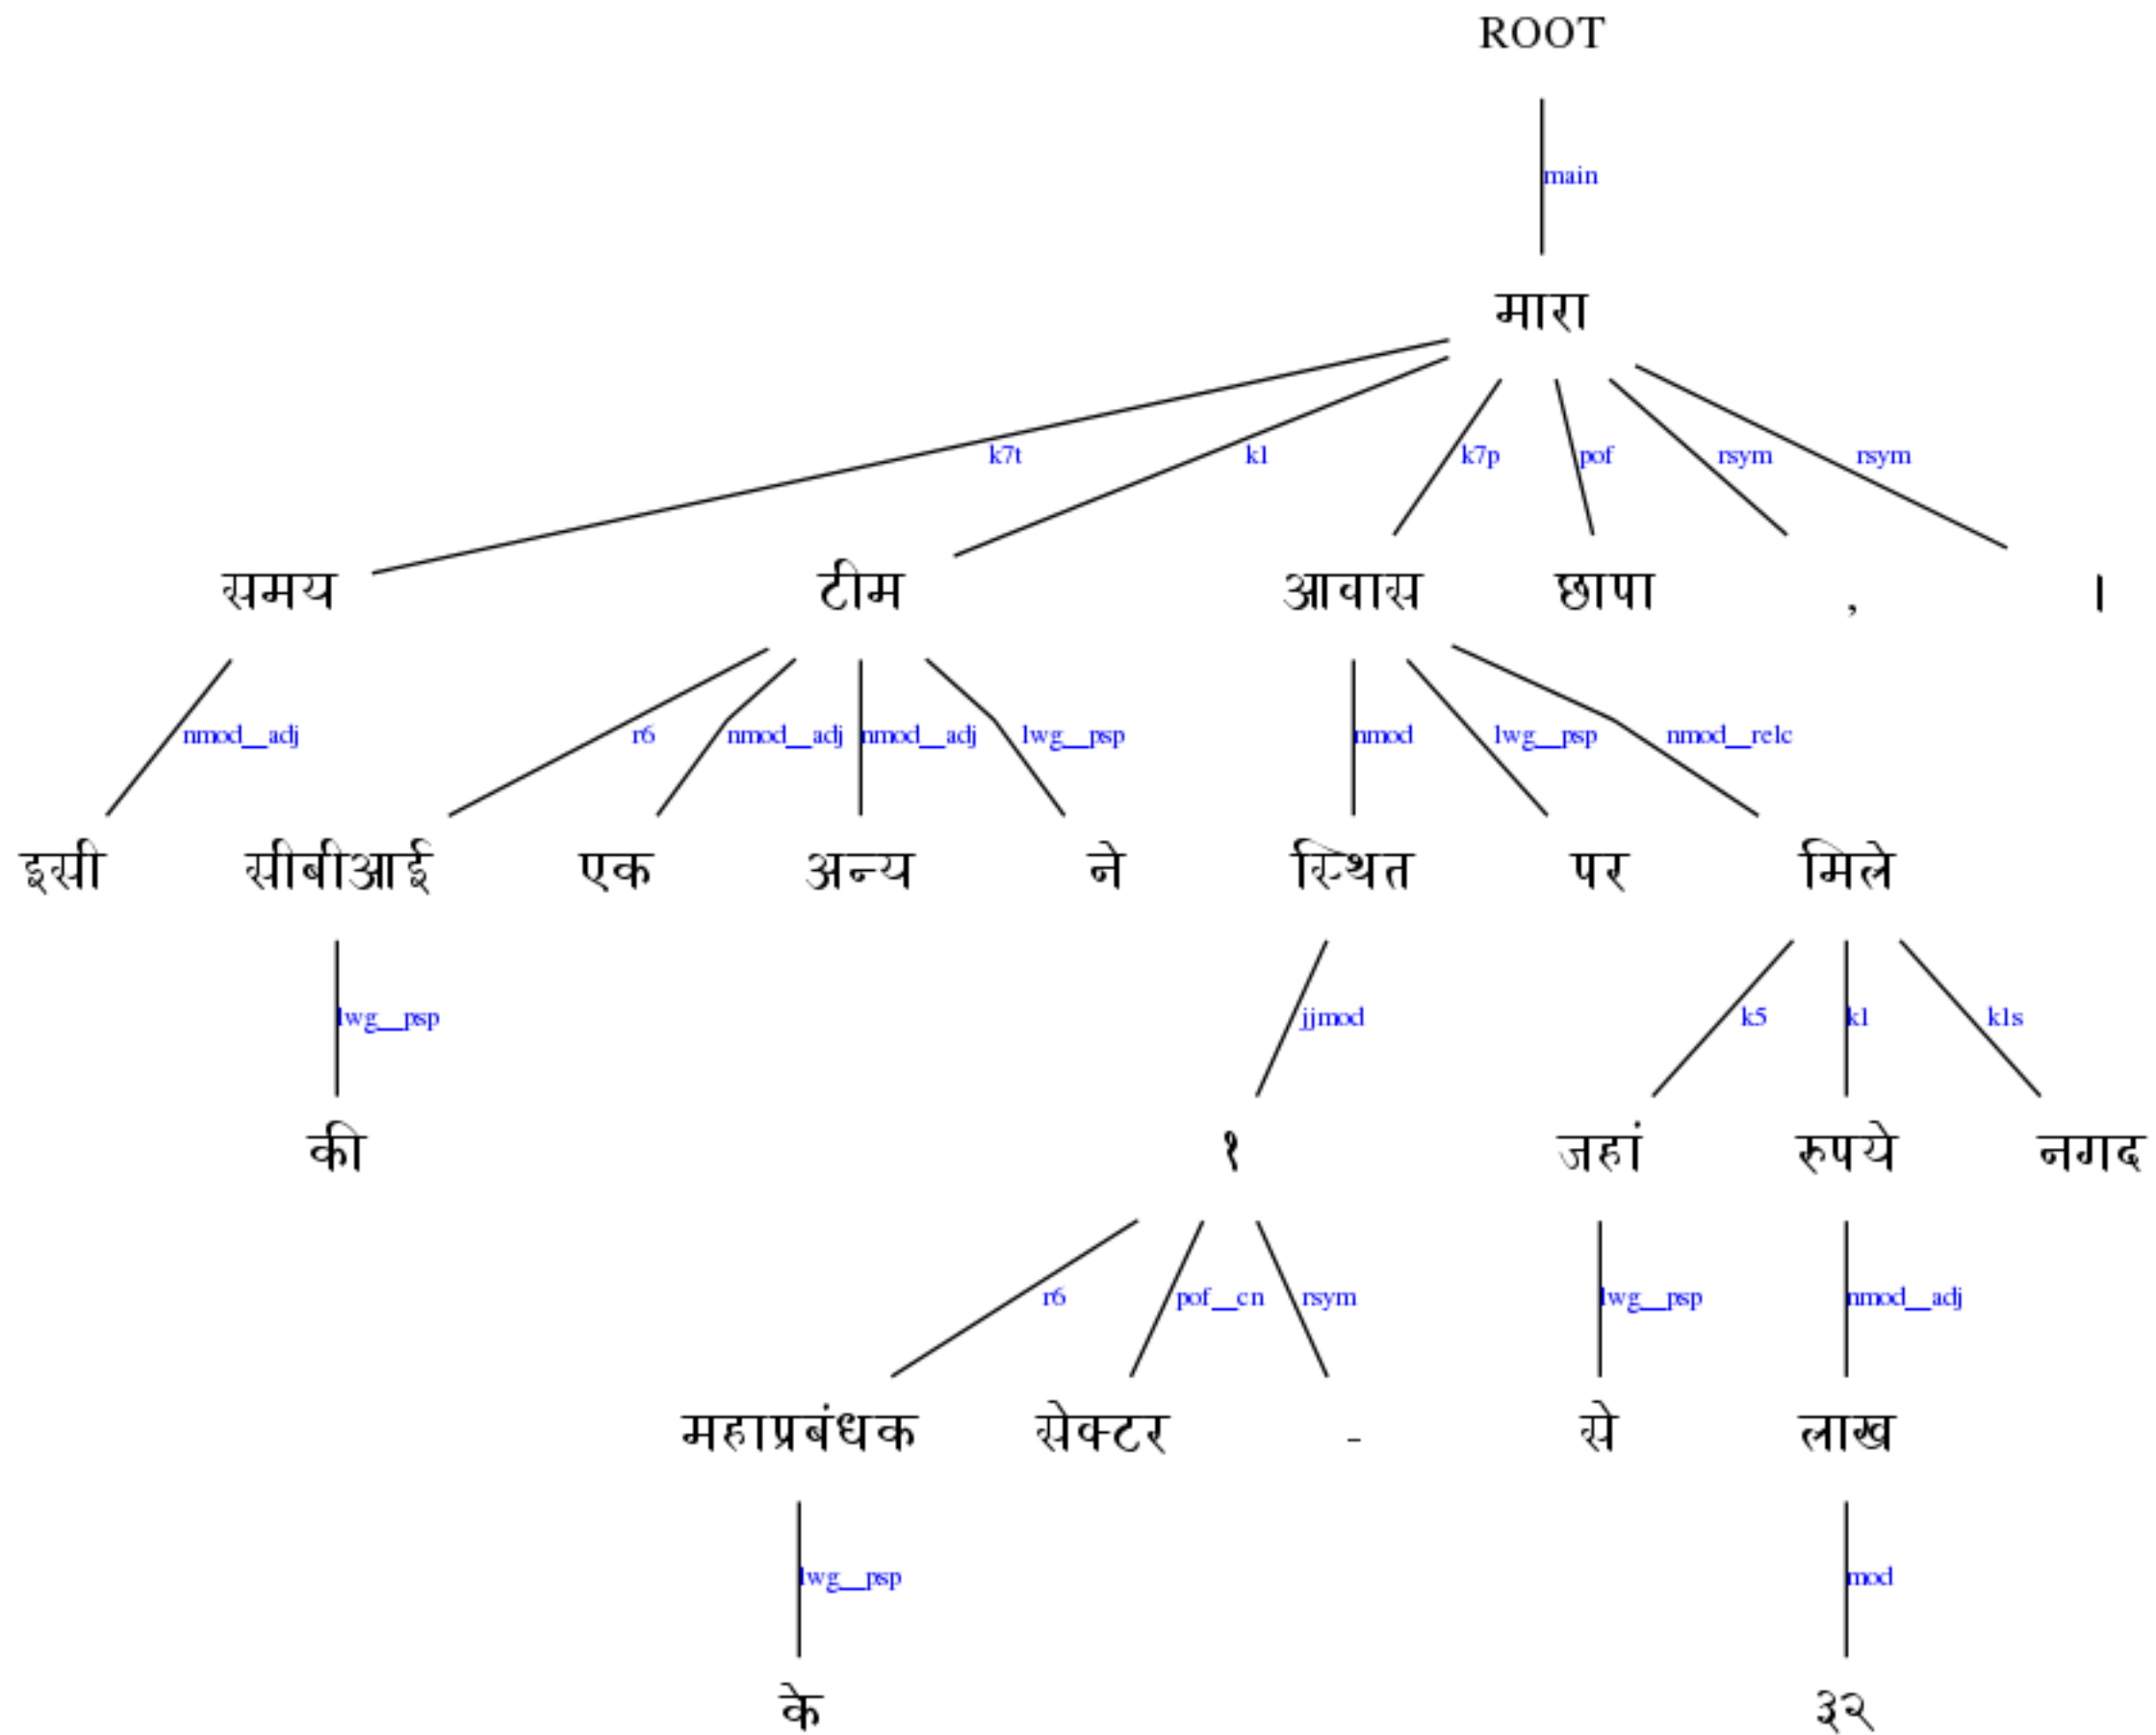 ROOT
main
मारा
k7t k1 k7p pof rsym rsym
समय टीम आवास छापा , ।
nmod__adj r6 nmod__adj nmod__adj lwg__psp nmod lwg__psp nmod__relc
इसी सीबीआई एक अन्य ने स्थित पर मिले
lwg__psp jjmod k5 k1 k1s
की १ जहां रुपये नगद
r6 pof__cn rsym lwg__psp nmod__adj
महाप्रबंधक सेक्टर - से लाख
lwg__psp mod
के ३२